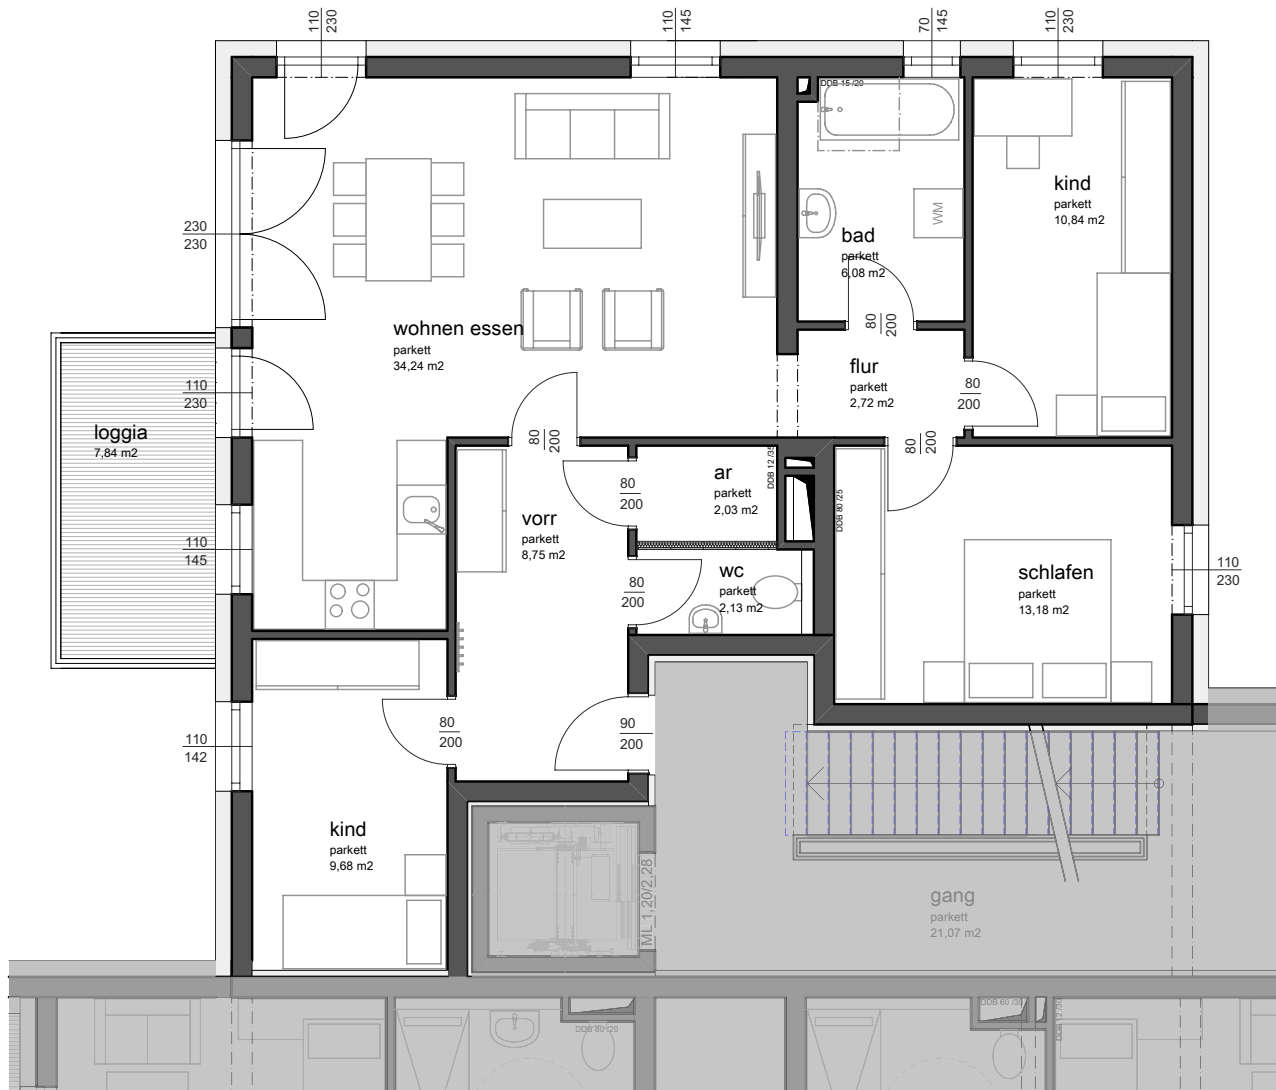 110
230
110
145
70
145
110
230
DDB 15 /20
kind
parkett
10,84 m2
WM
bad
parkett
6,08 m2
230
230
wohnen essen
parkett
34,24 m2
80
200
flur
parkett
2,72 m2
110
230
80
200
loggia
7,84 m2
80
200
80
200
DDB 12 /35
ar
parkett
2,03 m2
80
200
DDB 80 /25
vorr
parkett
8,75 m2
110
145
wc
parkett
2,13 m2
80
200
schlafen
parkett
13,18 m2
110
230
80
200
90
200
110
142
kind
parkett
9,68 m2
ML 1,20/2,28
gang
parkett
21,07 m2
DDB 80 /20
DDB 60 /30
DDB 12 /30